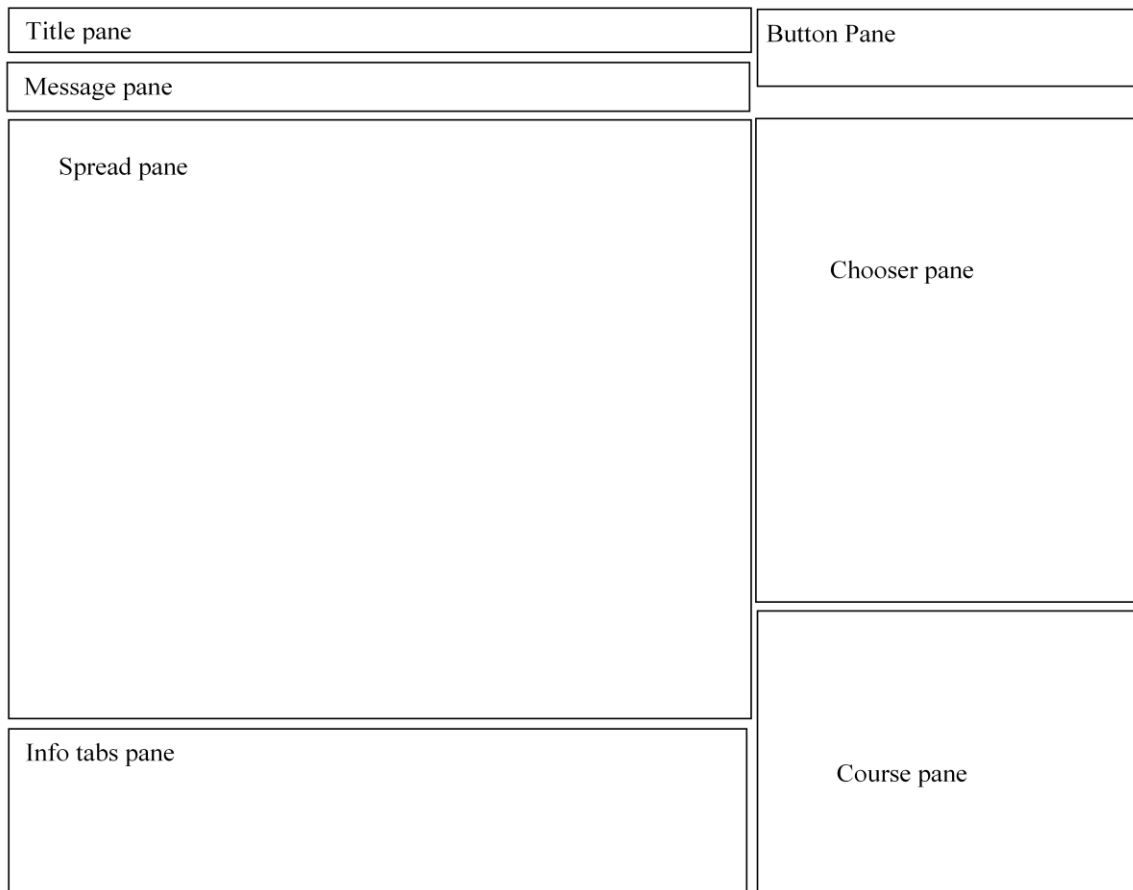 Title pane
Button Pane
Message pane
Spread pane
Chooser pane
Info tabs pane
Course pane